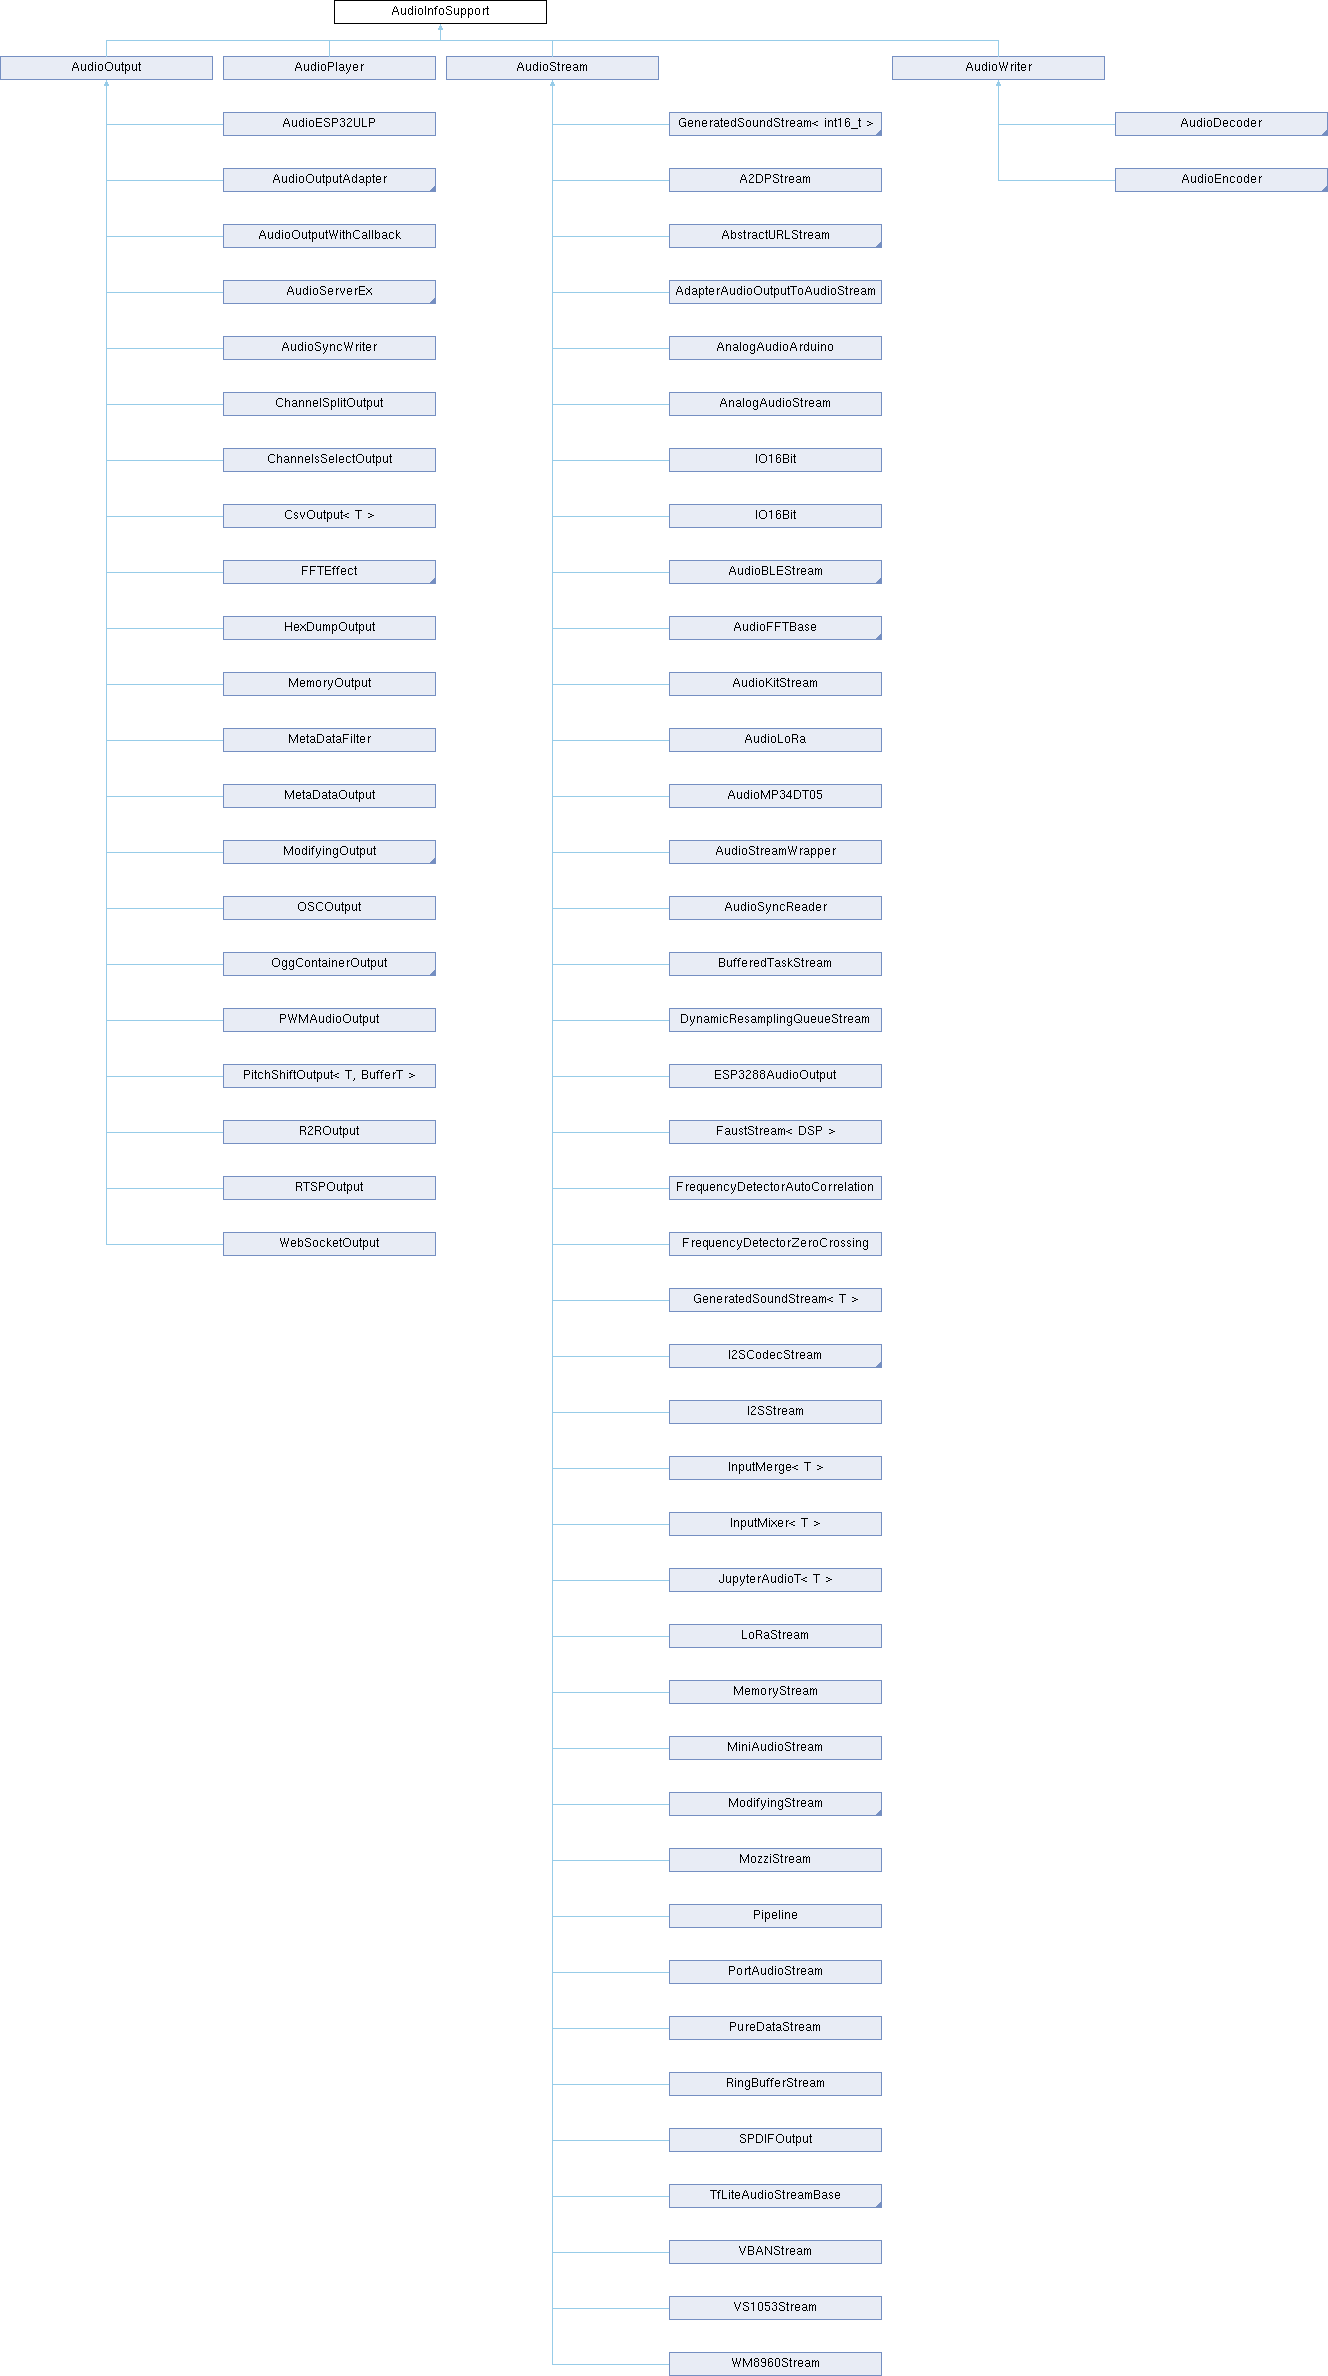 AudioInfoSupport
AudioOutput
AudioPlayer
AudioStream
AudioWriter
AudioESP32ULP
AudioOutputAdapter
AudioOutputWithCallback
AudioServerEx
AudioSyncWriter
ChannelSplitOutput
ChannelsSelectOutput
CsvOutput< T >
FFTEffect
HexDumpOutput
MemoryOutput
MetaDataFilter
MetaDataOutput
ModifyingOutput
OSCOutput
OggContainerOutput
PWMAudioOutput
PitchShiftOutput< T, BufferT >
R2ROutput
RTSPOutput
WebSocketOutput
GeneratedSoundStream< int16_t >
A2DPStream
AbstractURLStream
AdapterAudioOutputToAudioStream
AnalogAudioArduino
AnalogAudioStream
IO16Bit
IO16Bit
AudioBLEStream
AudioFFTBase
AudioKitStream
AudioLoRa
AudioMP34DT05
AudioStreamWrapper
AudioSyncReader
BufferedTaskStream
DynamicResamplingQueueStream
ESP3288AudioOutput
FaustStream< DSP >
FrequencyDetectorAutoCorrelation
FrequencyDetectorZeroCrossing
GeneratedSoundStream< T >
I2SCodecStream
I2SStream
InputMerge< T >
InputMixer< T >
JupyterAudioT< T >
LoRaStream
MemoryStream
MiniAudioStream
ModifyingStream
MozziStream
Pipeline
PortAudioStream
PureDataStream
RingBufferStream
SPDIFOutput
TfLiteAudioStreamBase
VBANStream
VS1053Stream
WM8960Stream
AudioDecoder
AudioEncoder